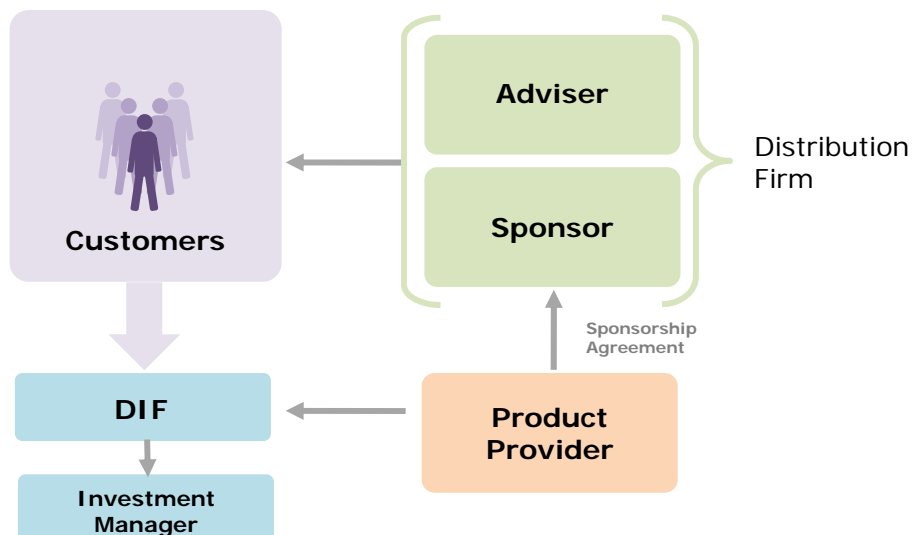 Adviser
Distribution
Firm
Sponsor
Customers
Sponsorship
Agreement
DIF
Product
Provider
Investment
Manager